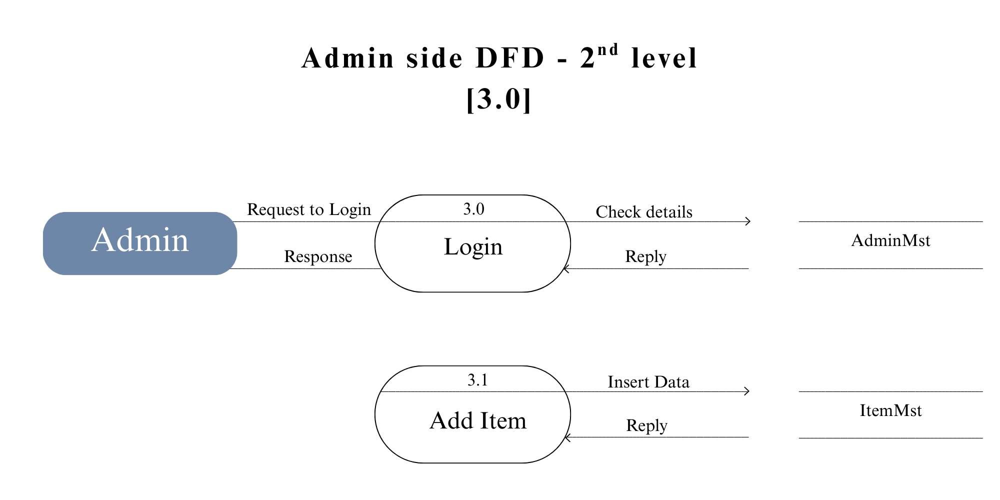 Admin side DFD - 2nd level
[3.0]
Request to Login
3.0
Check details
Admin
Login
AdminMst
Response
Reply
3.1
Insert Data
Add Item
ItemMst
Reply